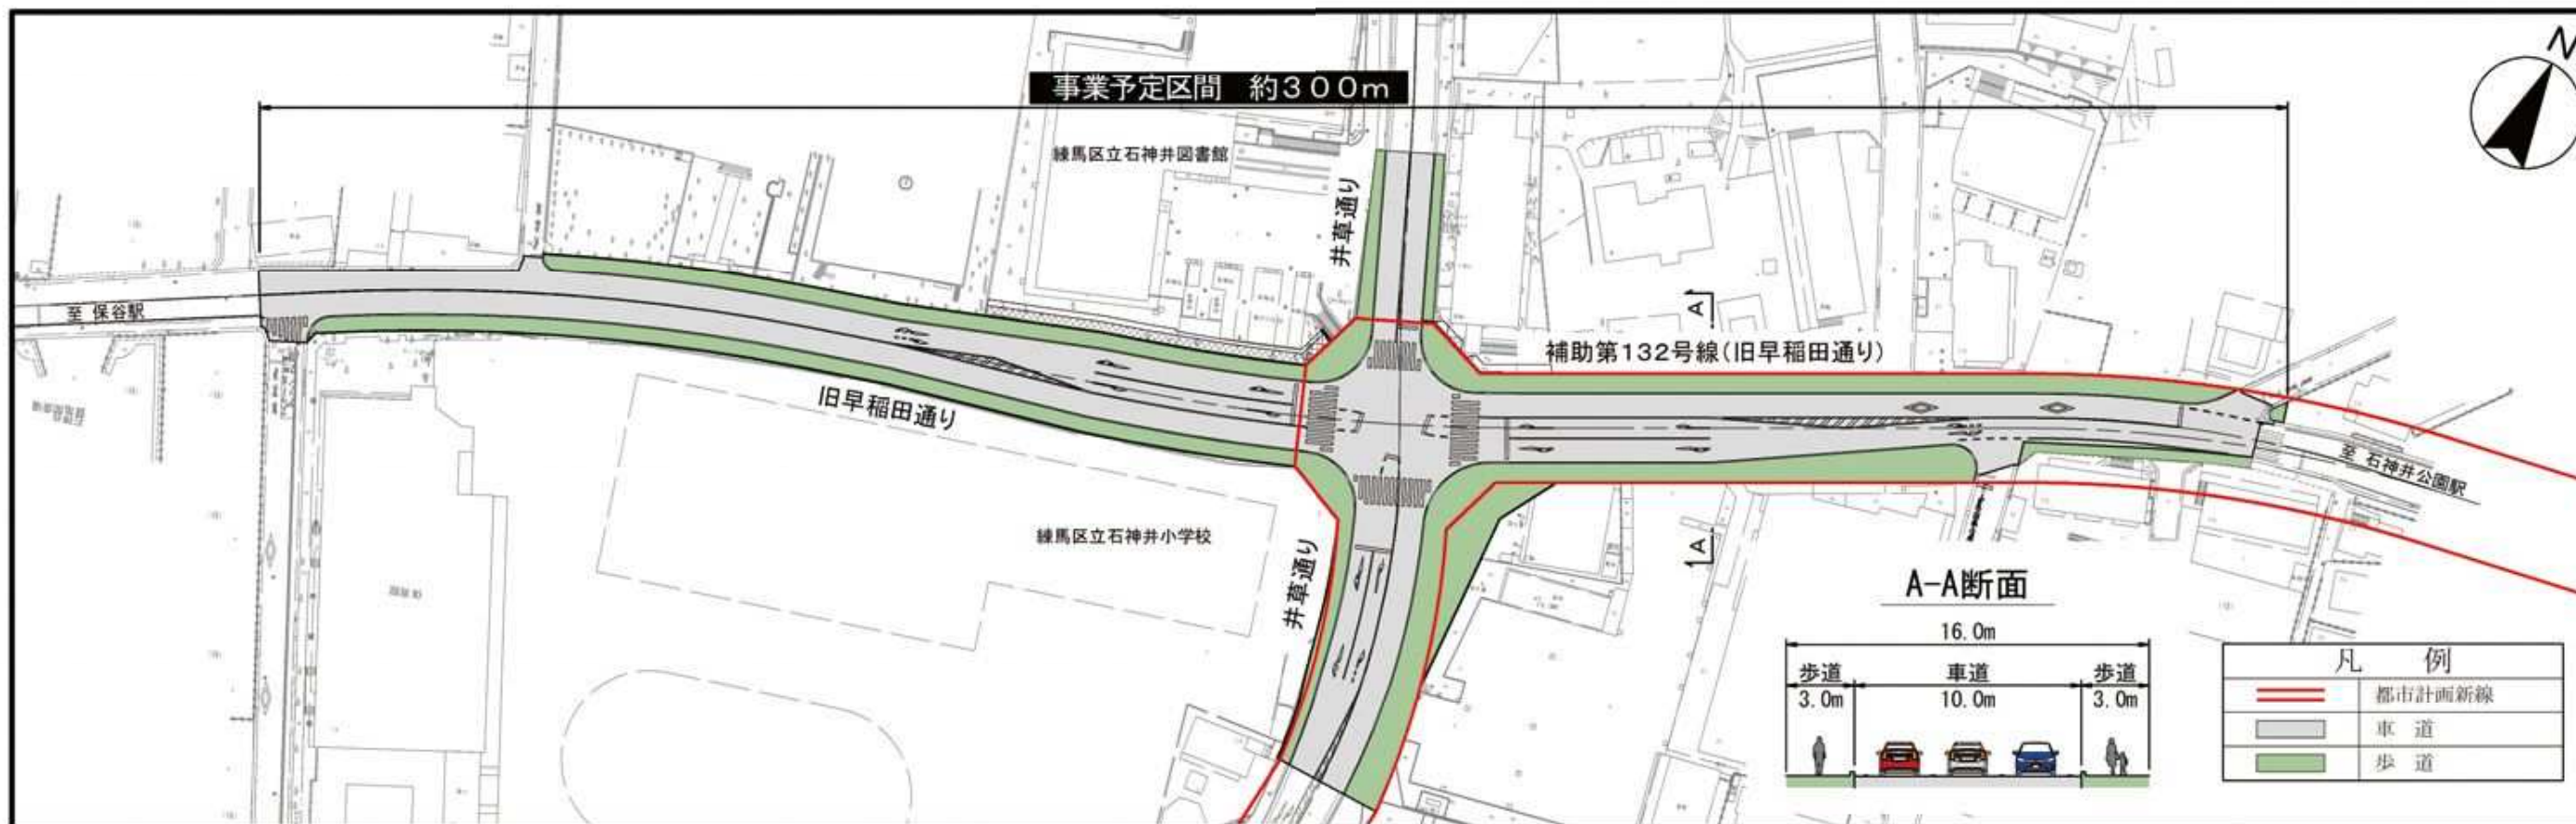 N
事業予定区間 約300m
練馬区立石神井図書館
井草通り
至 保谷駅
A
補助第132号線(旧早稲田通り)
旧早稲田通り
至 石神井公園駅
練馬区立石神井小学校
井草通り
A
A-A断面
16.0m
歩道
車道
歩道
3.0m
10.0m
3.0m
凡 例
都市計画新線
車 道
歩 道